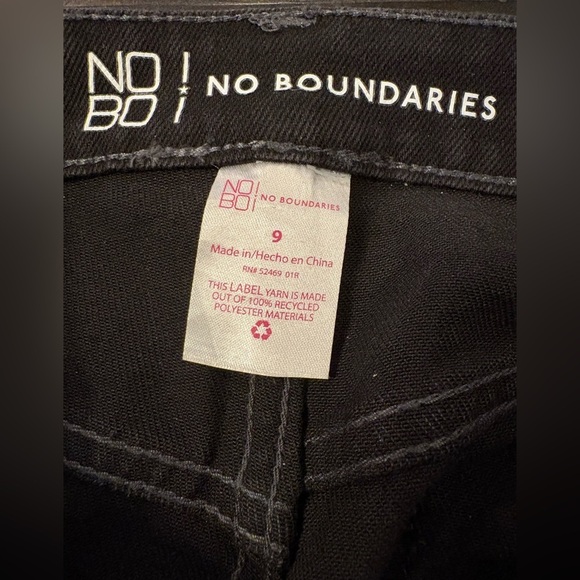 NO!
BO¡
NO BOUNDARIES
NO!
BO¡
NO BOUNDARIES
9
Made in/Hecho en China
RN# 52469 01R
THIS LABEL YARN IS MADE
OUT OF 100% RECYCLED
POLYESTER MATERIALS